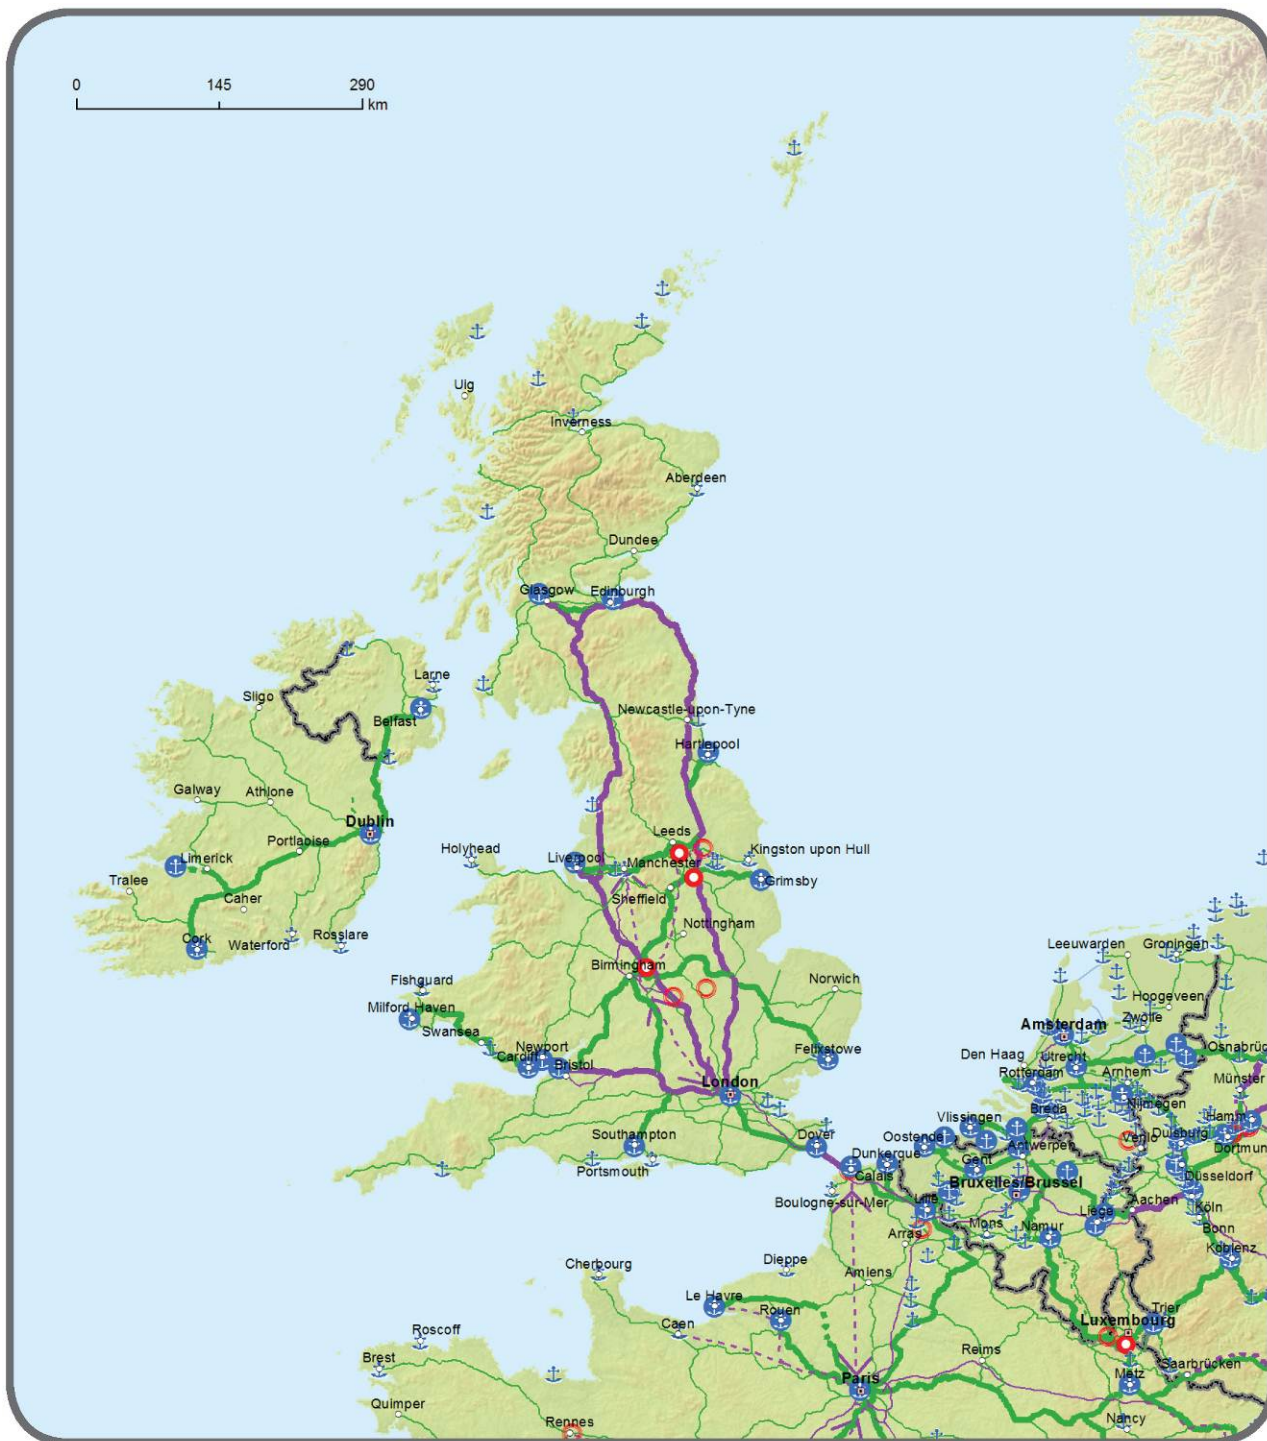 0 145 290
km
Uig
Inverness
Aberdeen
Dundee
Glasgow
Edinburgh
Larne
Sligo
Belfast
Newcastle-upon-Tyne
Hartlepool
Galway
Athlone
Dublin
Portlaoise
Leeds
Holyhead
Liverpool
Manchester
Kingston upon Hull
Limerick
Grimsby
Tralee
Sheffield
Caher
Nottingham
Cork
Waterford
Rosslare
Leeuwarden
Groningen
Birmingham
Fishguard
Norwich
Milford Haven
Hoogeveen
Zwolle
Swansea
Amsterdam
Newport
Cardiff
Bristol
Felixstowe
Den Haag
Utrecht
Osnabrüc
London
Rotterdam
Arnhem
Münster
Breda
Nijmegen
Vlissingen
Hamm
Southampton
Dover
Oostende
Antwerpen
Venlo
Duisburg
Dortmun
Portsmouth
Dunkerque
Calais
Gent
Bruxelles/Brussel
Düsseldorf
Boulogne-sur-Mer
Lille
Liege
Aachen
Köln
Arras
Mons
Namur
Bonn
Koblenz
Cherbourg
Dieppe
Amiens
Le Havre
Rouen
Trier
Luxembourg
Roscoff
Caen
Brest
Reims
Saarbrücken
Paris
Metz
Quimper
Rennes
Nancy